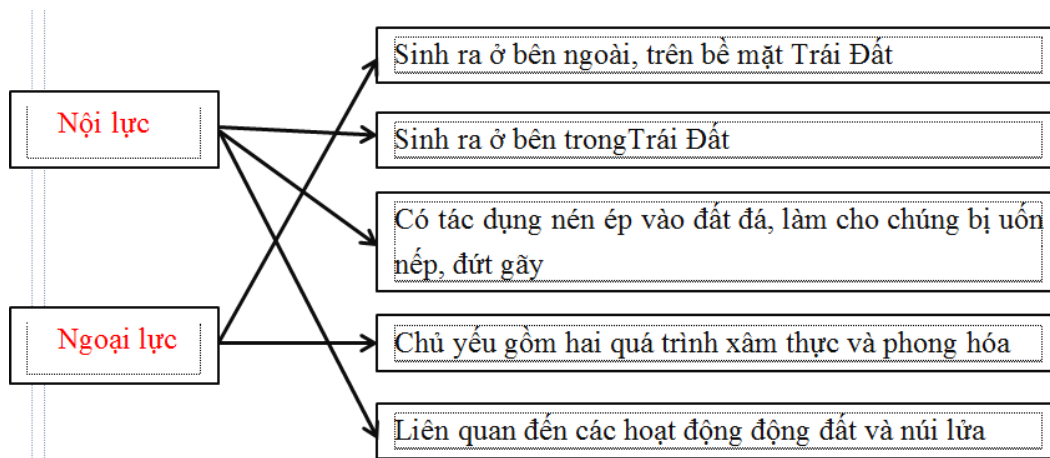 Nội lực
Ngoại lực
Sinh ra ở bên ngoài, trên bề mặt Trái Đất
Sinh ra ở bên trongTrái Đất
Có tác dụng nén ép vào đất đá, làm cho chúng bị uốn
nếp, đứt gãy
Chủ yếu gồm hai quá trình xâm thực và phong hóa
Liên quan đến các hoạt động động đất và núi lửa